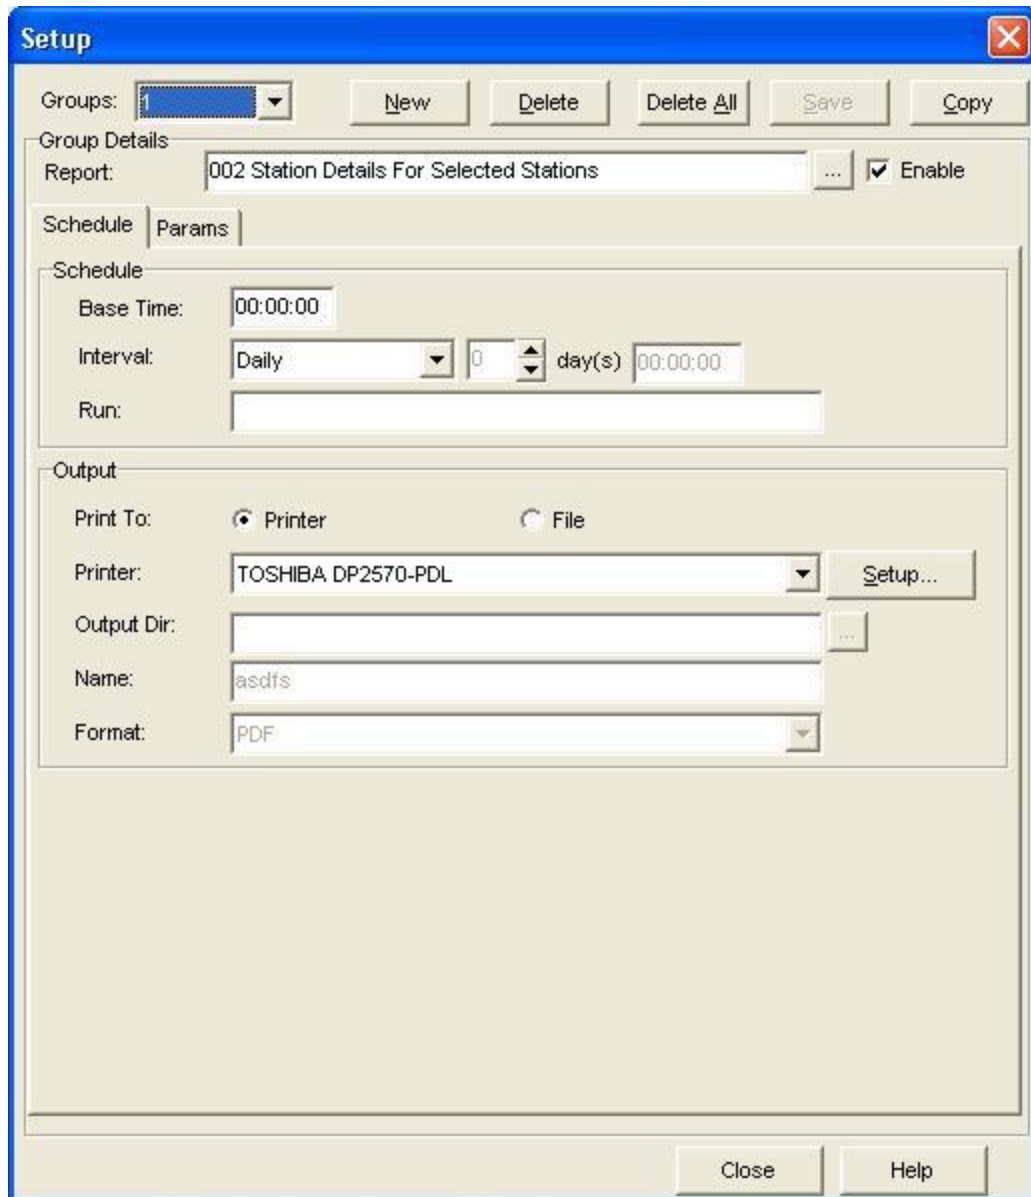 Setup
Groups: 1 New Delete Delete All Save Copy
Group Details
Report: 002 Station Details For Selected Stations ... Enable
Schedule Params
Schedule
Base Time: 00:00:00
Interval: Daily 0 day(s) 00:00:00
Run:
Output
Print To: Printer File
Printer: TOSHIBA DP2570-PDL Setup...
Output Dir: ...
Name: asdfs
Format: PDF
Close Help